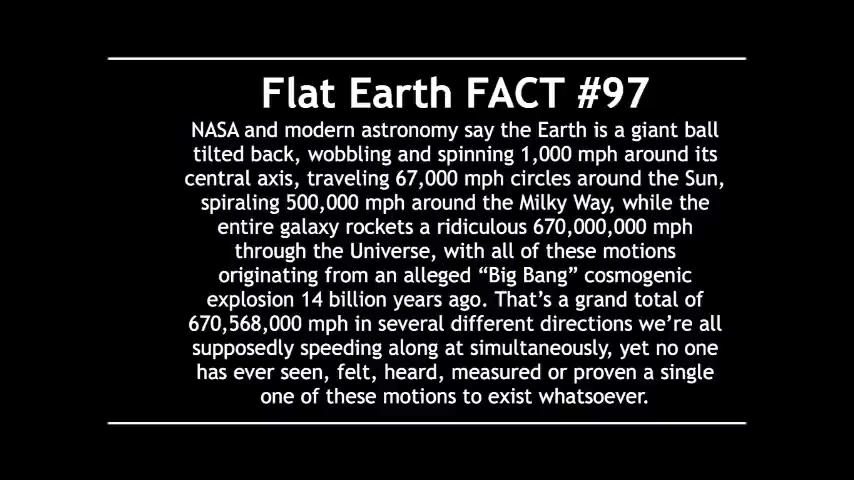 Flat Earth FACT #97
NASA and modern astronomy say the Earth is a giant ball
tilted back, wobbling and spinning 1,000 mph around its
central axis, traveling 67,000 mph circles around the Sun,
spiraling 500,000 mph around the Milky Way, while the
entire galaxy rockets a ridiculous 670,000,000 mph
through the Universe, with all of these motions
originating from an alleged “Big Bang” cosmogenic
explosion 14 billion years ago. That’s a grand total of
670,568,000 mph in several different directions we’re all
supposedly speeding along at simultaneously, yet no one
has ever seen, felt, heard, measured or proven a single
one of these motions to exist whatsoever.